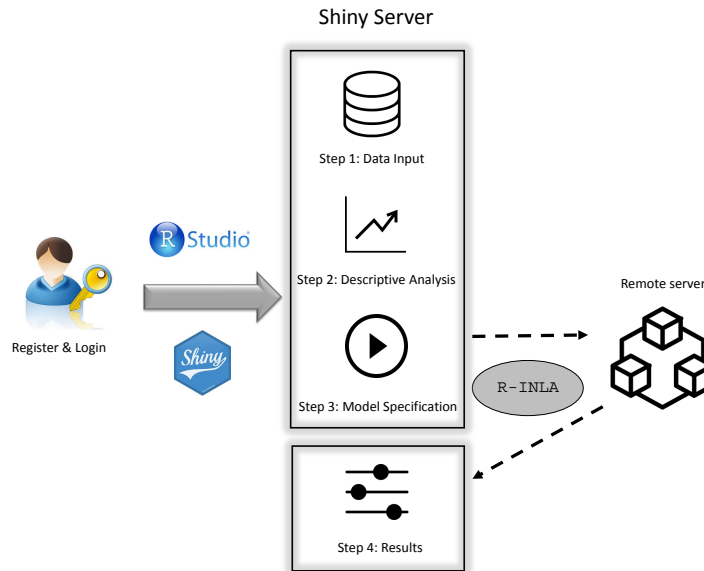 Shiny Server
Step 1: Data Input
R Studio®
Step 2: Descriptive Analysis
Remote server
Register & Login
Shiny
R-INLA
Step 3: Model Specification
Step 4: Results